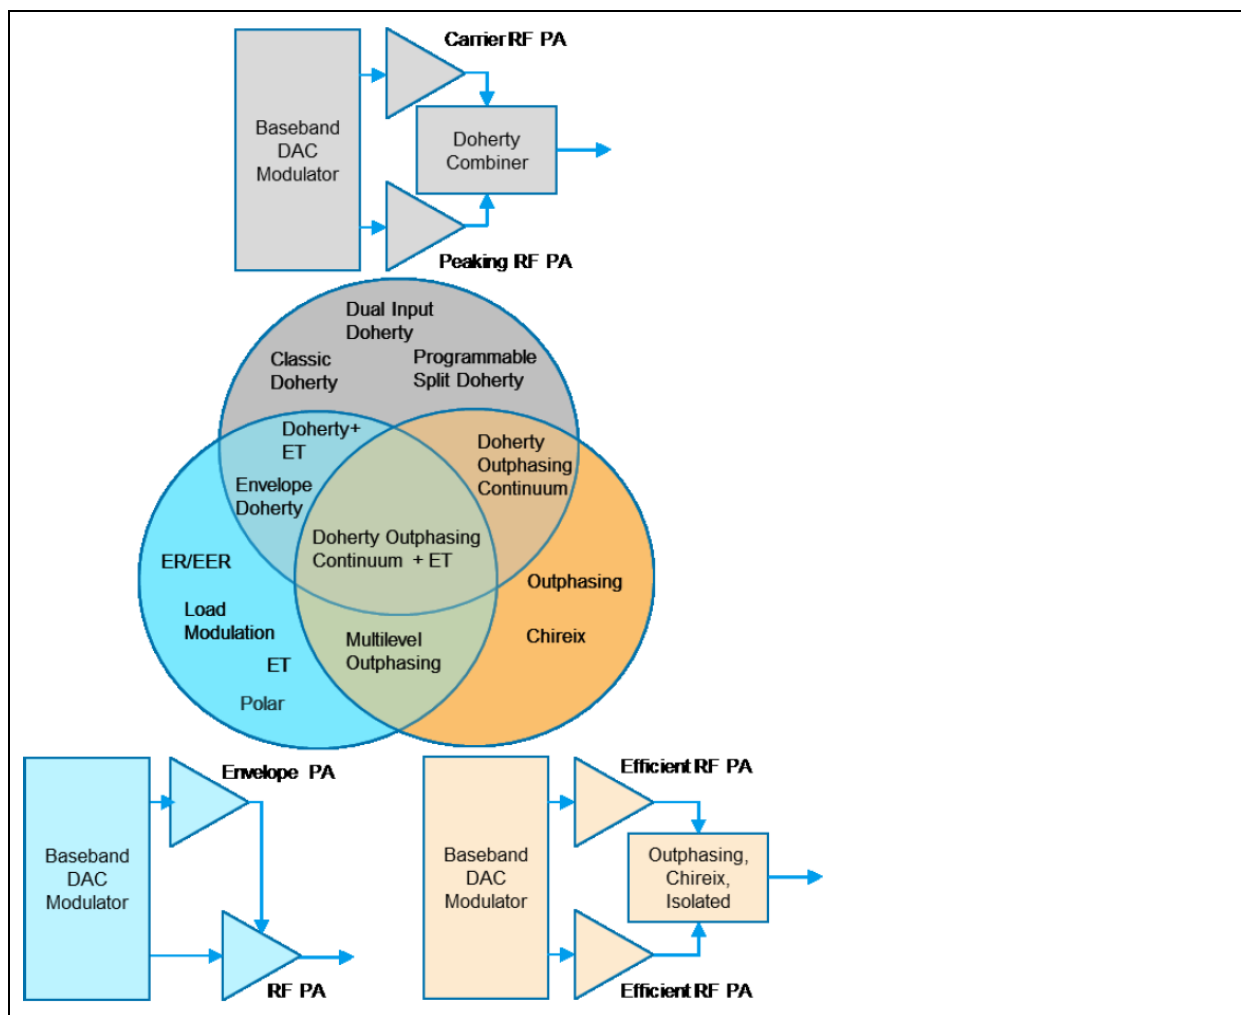 Carrier RF PA
Baseband
DAC
Modulator
Doherty
Combiner
Peaking RF PA
Dual Input
Doherty
Classic
Doherty
Programmable
Split Doherty
Doherty+
ET
Doherty
Outphasing
Continuum
Envelope
Doherty
Doherty Outphasing
Continuum + ET
ER/EER
Outphasing
Load
Modulation
Chireix
Multilevel
Outphasing
ET
Polar
Envelope PA
Baseband
DAC
Modulator
RF PA
Efficient RF PA
Baseband
DAC
Modulator
Outphasing,
Chireix,
Isolated
Efficient RF PA